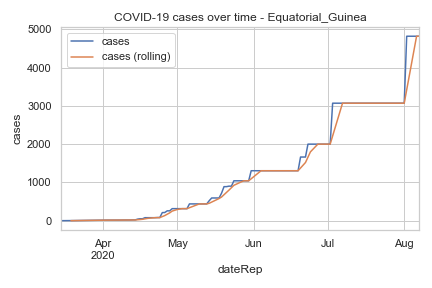 COVID-19 cases over time - Equatorial_Guinea
cases
cases (rolling)
5000
4000
3000
2000
1000
0
cases
Apr May Jun Jul Aug
2020
dateRep